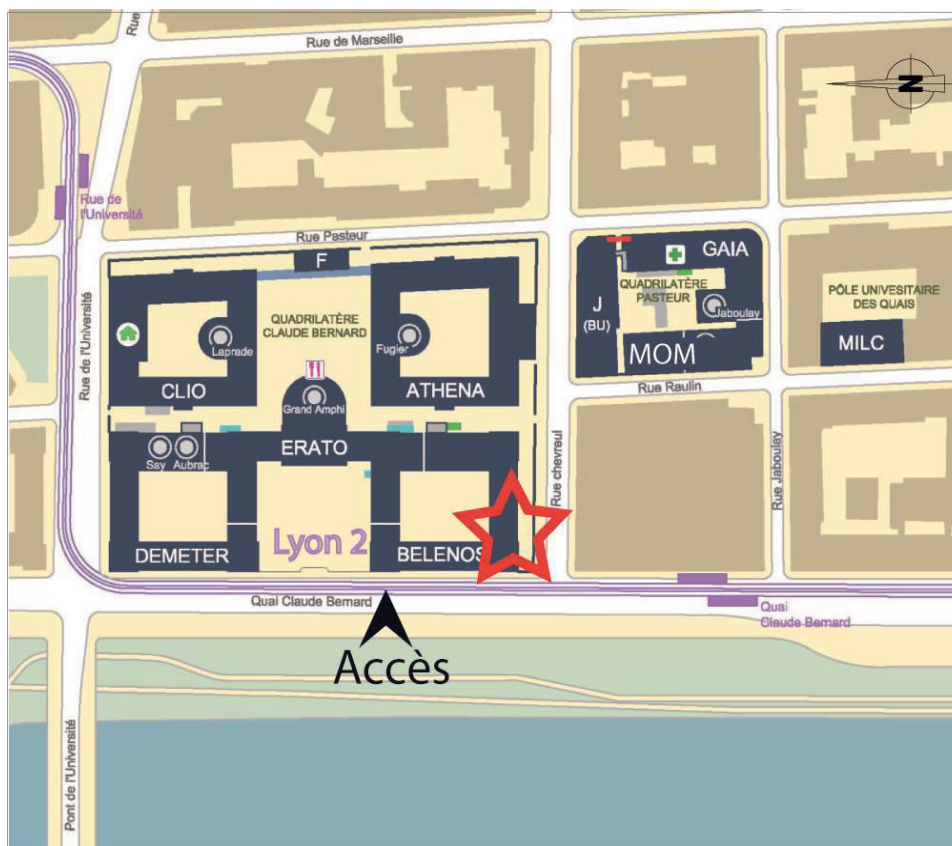 Rue de Marseille
N
Rue de
l'Université
Rue Pasteur
F
GAIA
QUADRILATÈRE
PASTEUR
Jaboulay
J
(BU)
MOM
PÔLE UNIVESITAIRE
DES QUAIS
MILC
QUADRILATÈRE
CLAUDE BERNARD
Laprade
Fugier
CLIO
Grand Amphi
ATHENA
Rue Raulin
Rue de l'Université
ERATO
Say
Aubrac
Rue chevreul
Rue Jaboulay
Lyon 2
DEMETER
BELENOS
Quai Claude Bernard
Quai
Claude Bernard
Accès
Pont de l'Université